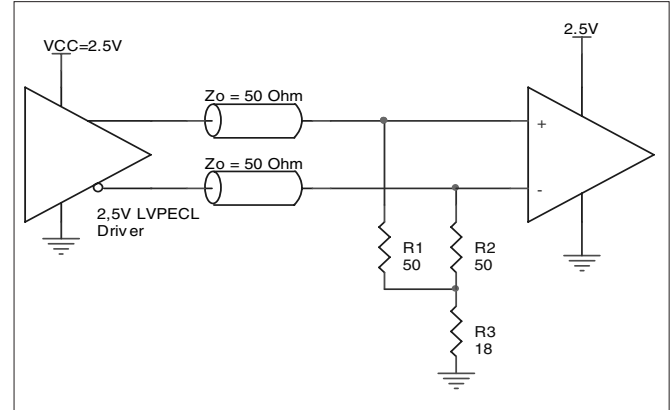 VCC=2.5V
2.5V
Zo = 50 Ohm
+
Zo = 50 Ohm
-
2,5V LVPECL
Driver
R1
50
R2
50
R3
18